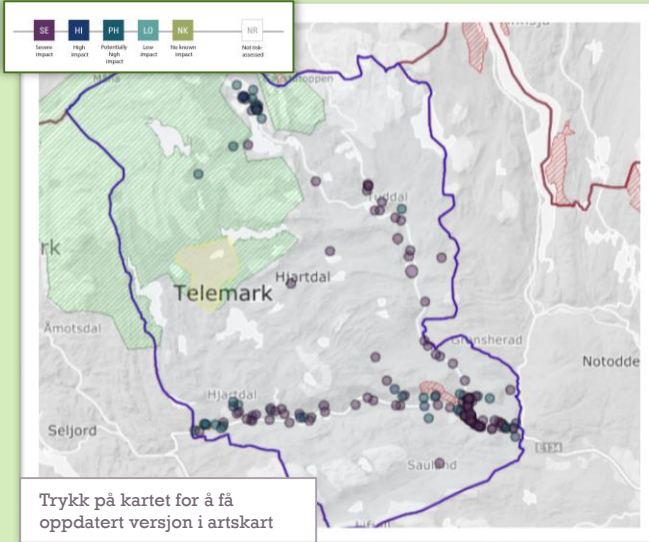 SE HI PH LO NK NR
Severe impact
High impact
Potentially high impact
Low impact
No known impact
Not risk-assessed
Tuddal
rk
Hjartdal
Telemark
Åmotsdal
Gransherad
Notodde
Hjartdal
Seljord
E134
Sauland
Trykk på kartet for å få
oppdatert versjon i artskart